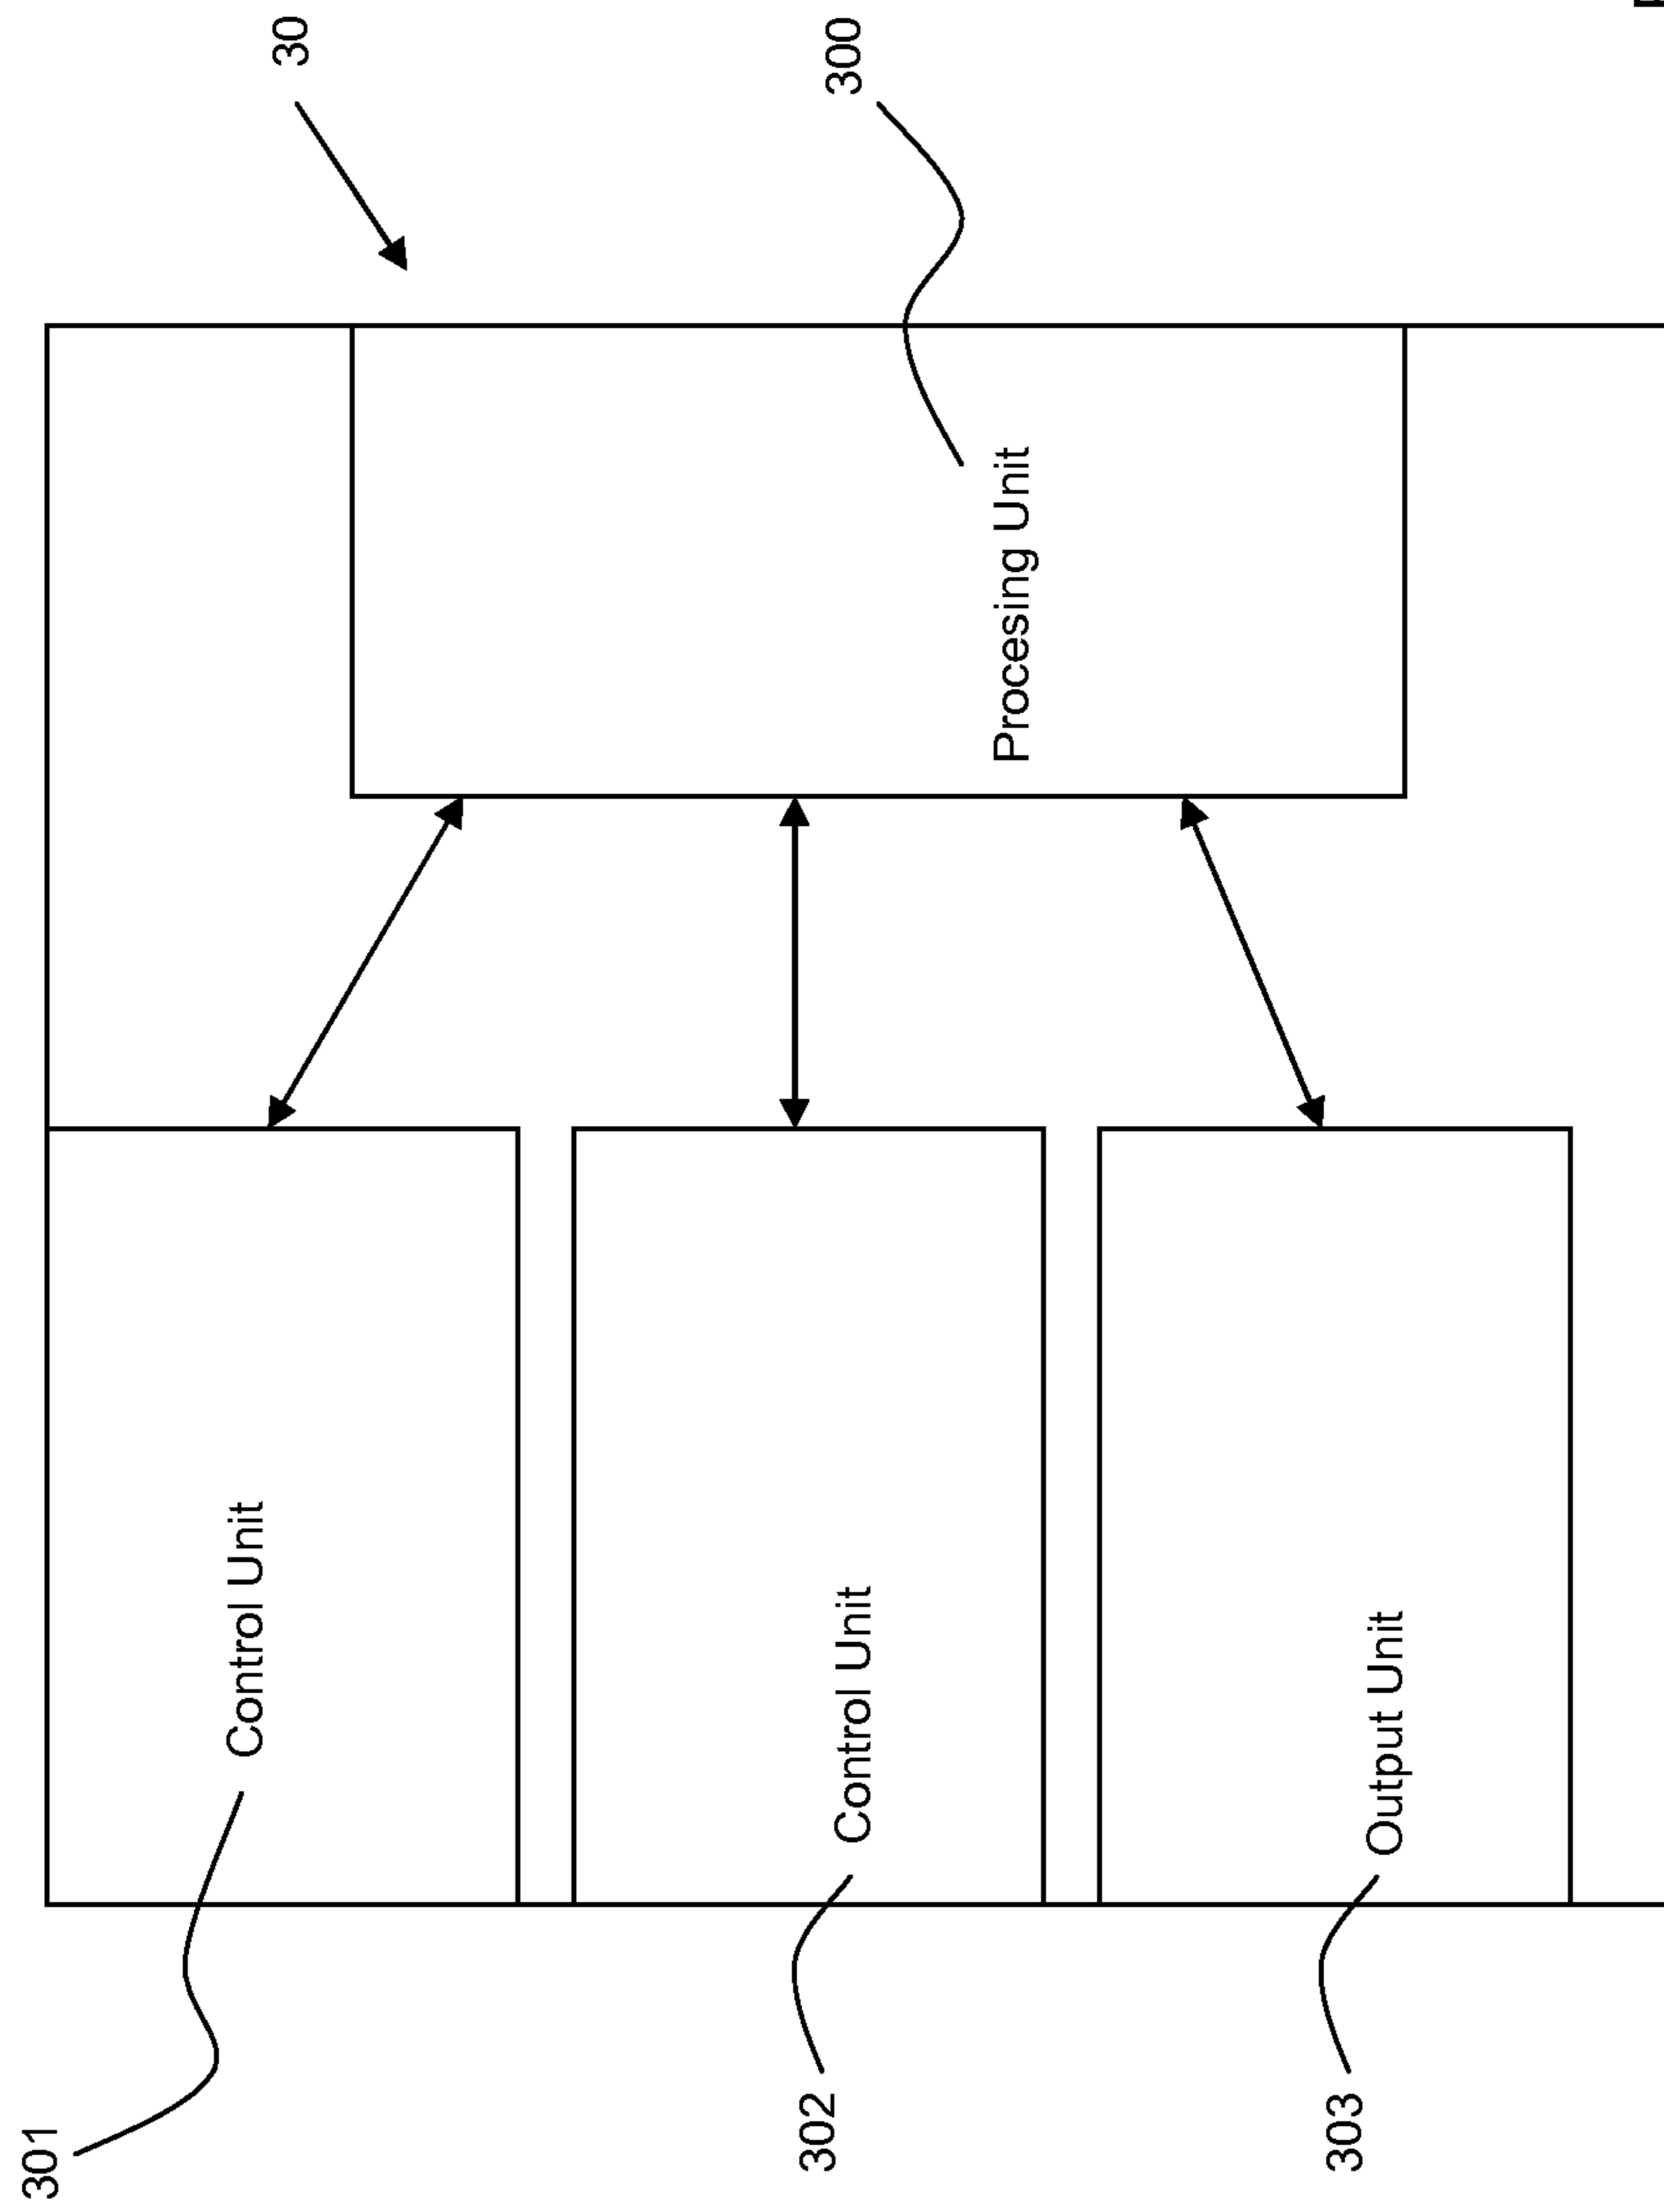 301
Control Unit
30
302
Control Unit
300
Procesing Unit
303
Output Unit